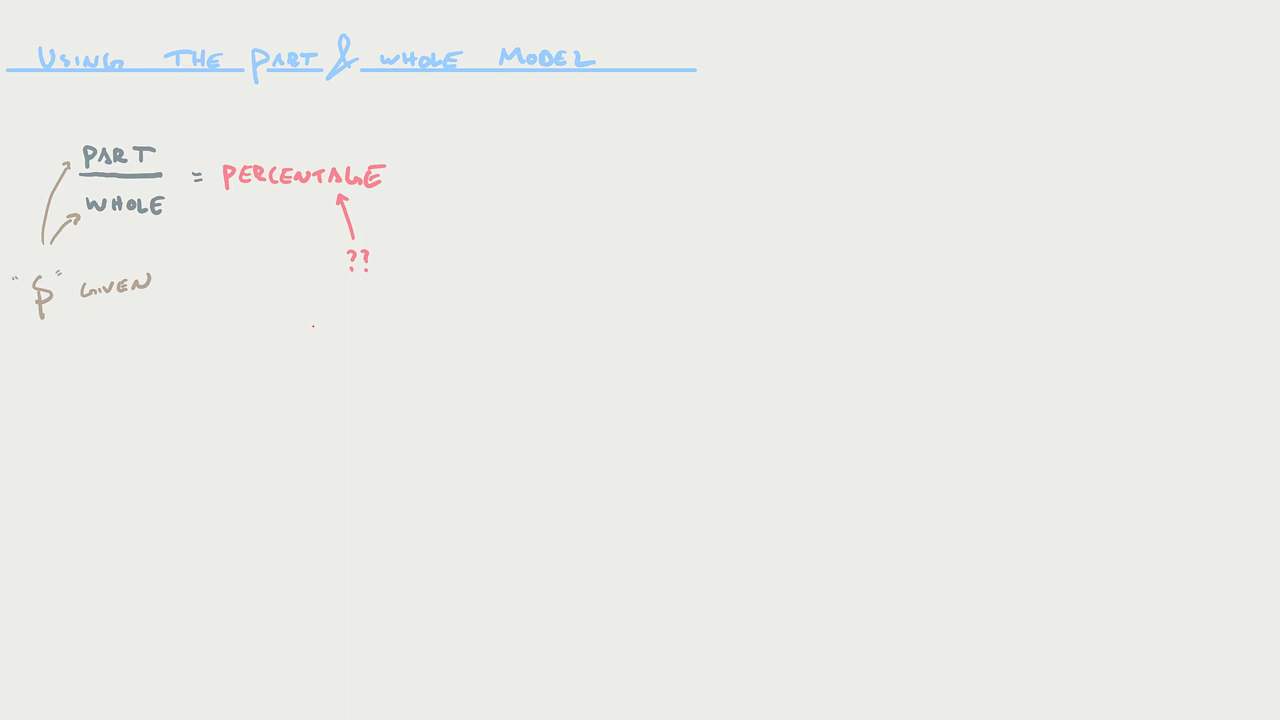 USING THE PART & WHOLE MODEL
PART
WHOLE
= PERCENTAGE
??
"P" GIVEN